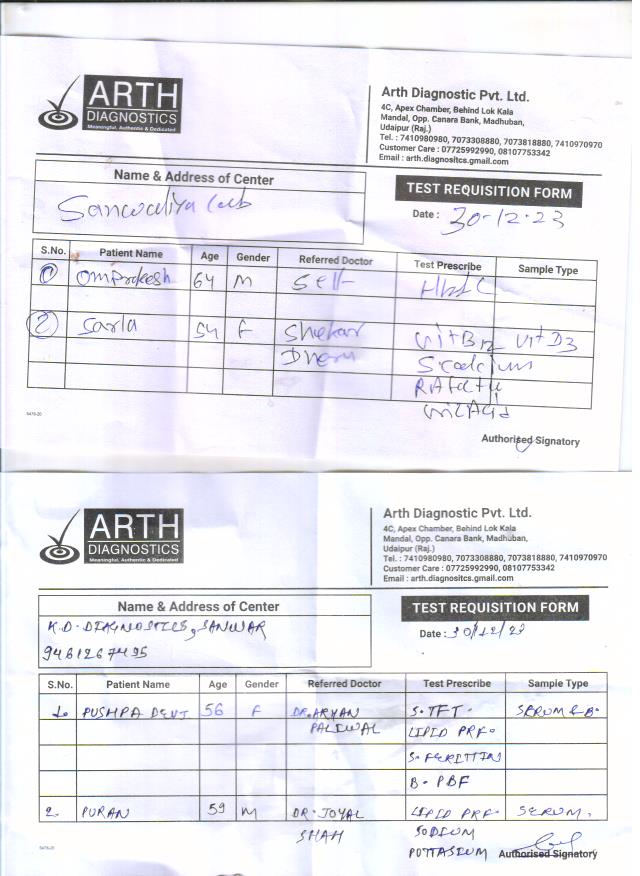 ARTH
DIAGNOSTICS
Meaningful, Authentic & Dedicated
Arth Diagnostic Pvt. Ltd.
4C, Apex Chamber, Behind Lok Kala
Mandal, Opp. Canara Bank, Madhuban,
Udaipur (Raj.)
Tel. : 7410980980, 7073308880, 7073818880, 7410970970
Customer Care : 07725992990, 08107753342
Email : arth.diagnositcs.gmail.com
Name & Address of Center
TEST REQUISITION FORM
Sanwaliya Lab
Date : 30-12-23
S.No. Patient Name Age Gender Referred Doctor Test Prescribe Sample Type
1 Omprakesh 64 M Self HbA1C
2 Sarla 54 F Shekar VitB12 Vit D3
S calcium
RA factu
Authorised Signatory
5476-20
ARTH
DIAGNOSTICS
Meaningful, Authentic & Dedicated
Arth Diagnostic Pvt. Ltd.
4C, Apex Chamber, Behind Lok Kala
Mandal, Opp. Canara Bank, Madhuban,
Udaipur (Raj.)
Tel. : 7410980980, 7073308880, 7073818880, 7410970970
Customer Care : 07725992990, 08107753342
Email : arth.diagnositcs.gmail.com
Name & Address of Center
TEST REQUISITION FORM
K.D. DIAGNOSTICS, SANWAR
9461267495
Date : 30/12/23
S.No. Patient Name Age Gender Referred Doctor Test Prescribe Sample Type
1. PUSHPA DEVI 56 F DR. ARYAN S. TFT. SERUM & B.
PALIWAL LIPID PRF.
S. FERITTIN
B. PBF
2. PURAN 59 M DR. JOYAL LIPID PRF. SERUM.
SHAH SODIUM
POTTASIUM Authorised Signatory
5476-20